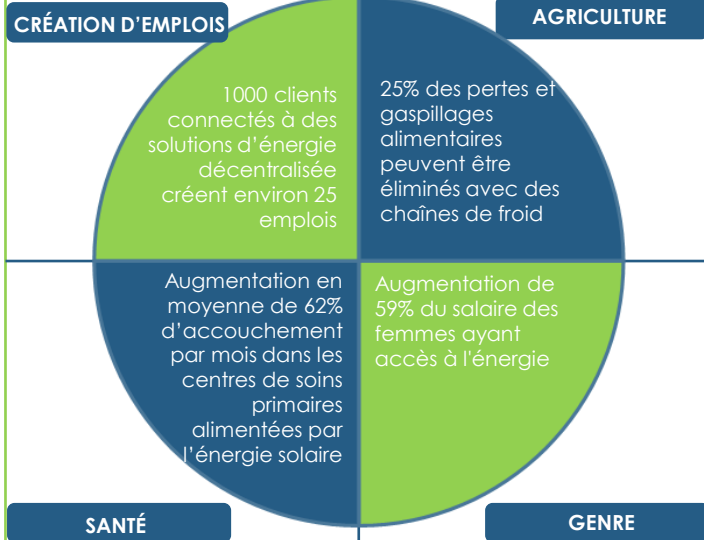 CRÉATION D'EMPLOIS
1000 clients
connectés à des
solutions d'énergie
décentralisée
créent environ 25
emplois
AGRICULTURE
25% des pertes et
gaspillages
alimentaires
peuvent être
éliminés avec des
chaînes de froid
Augmentation en
moyenne de 62%
d'accouchement
par mois dans les
centres de soins
primaires
alimentées par
l'énergie solaire
SANTÉ
Augmentation de
59% du salaire des
femmes ayant
accès à l'énergie
GENRE